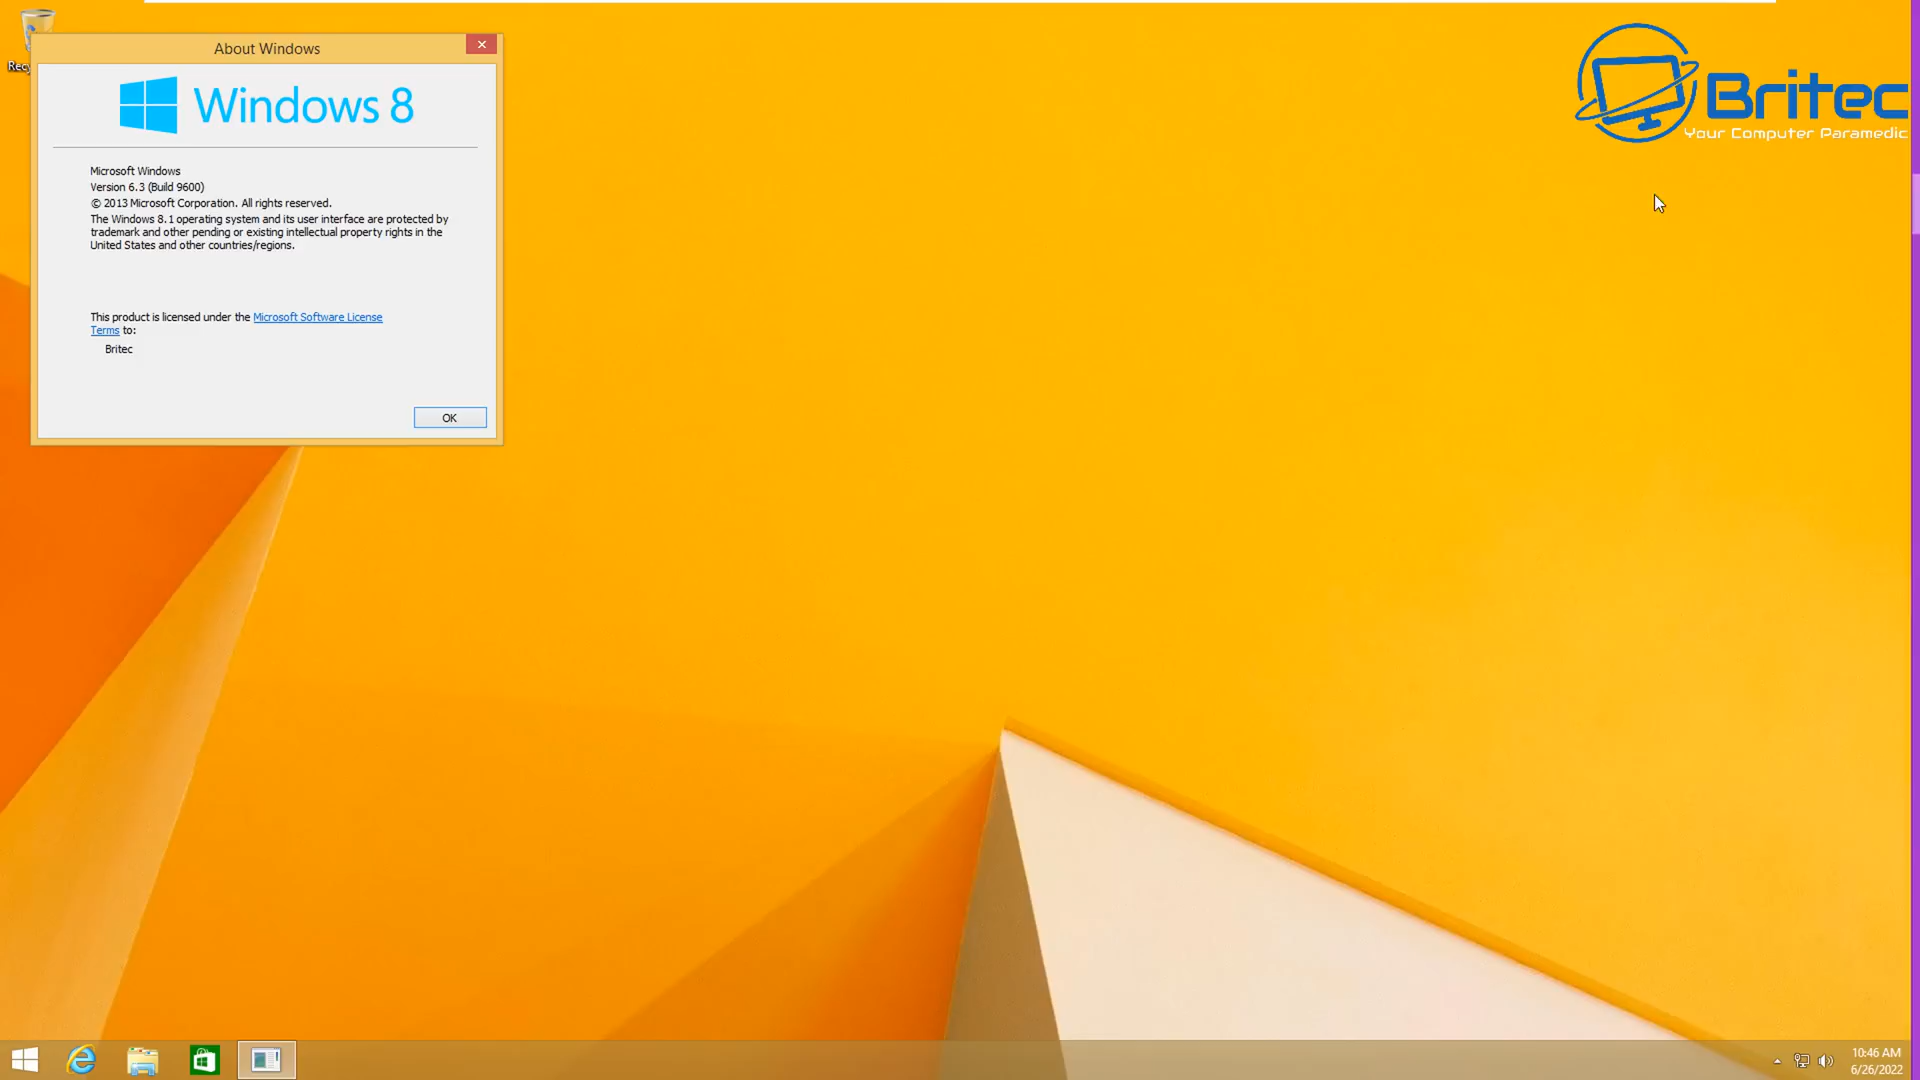 About Windows
Windows 8
Microsoft Windows
Version 6.3 (Build 9600)
© 2013 Microsoft Corporation. All rights reserved.
The Windows 8.1 operating system and its user interface are protected by
trademark and other pending or existing intellectual property rights in the
United States and other countries/regions.
This product is licensed under the Microsoft Software License
Terms to:
Britec
OK
Britec
Your Computer Paramedic
10:46 AM
6/26/2022